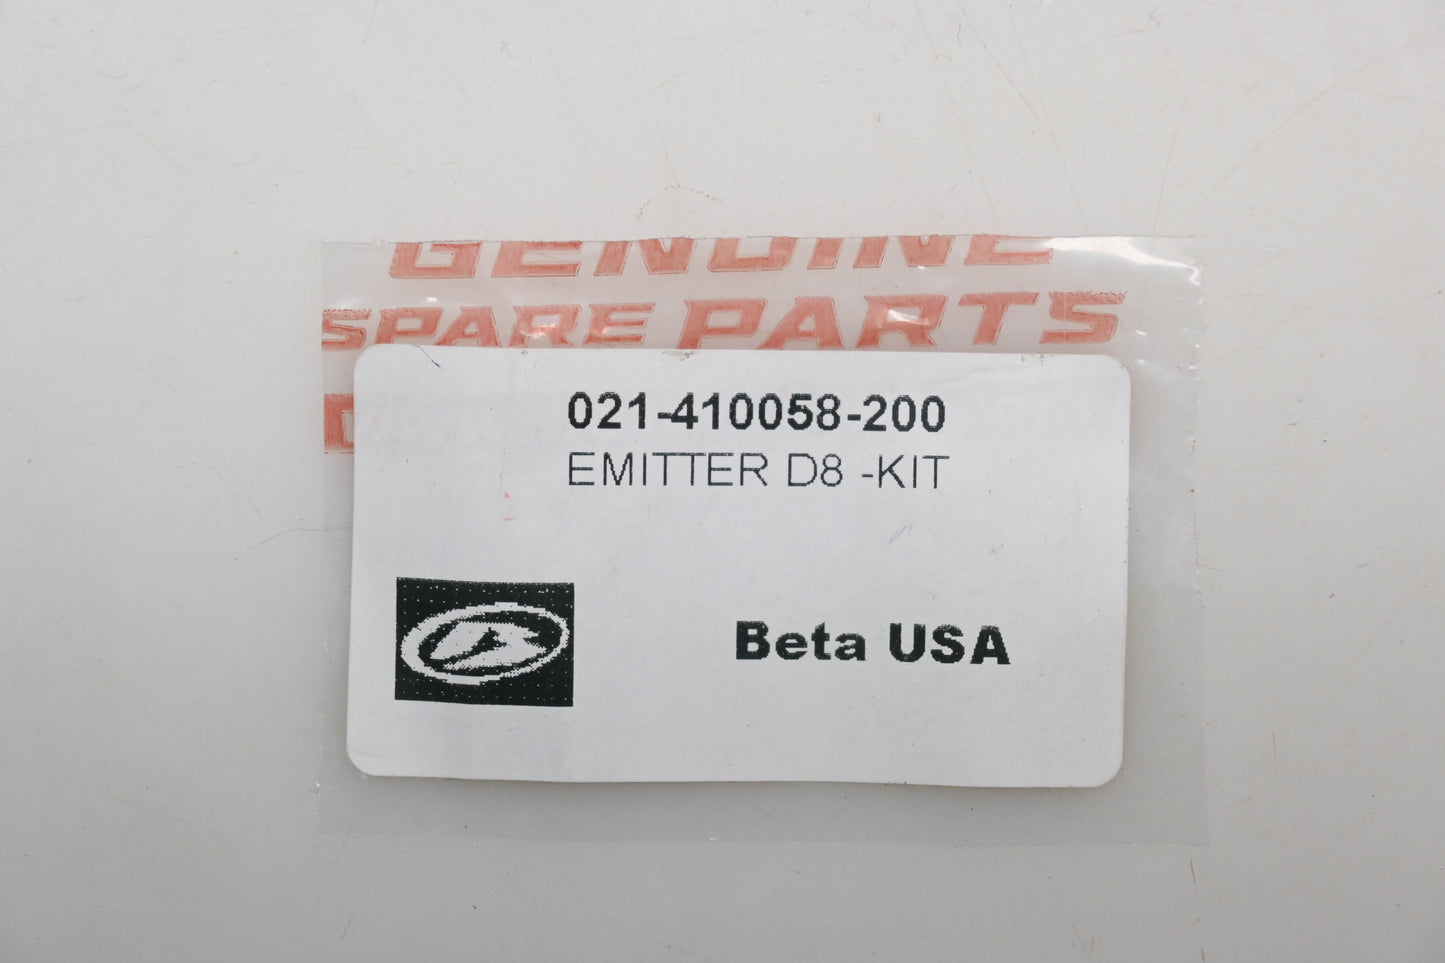 GENUINE
SPARE PARTS
021-410058-200
EMITTER D8 -KIT
Beta USA